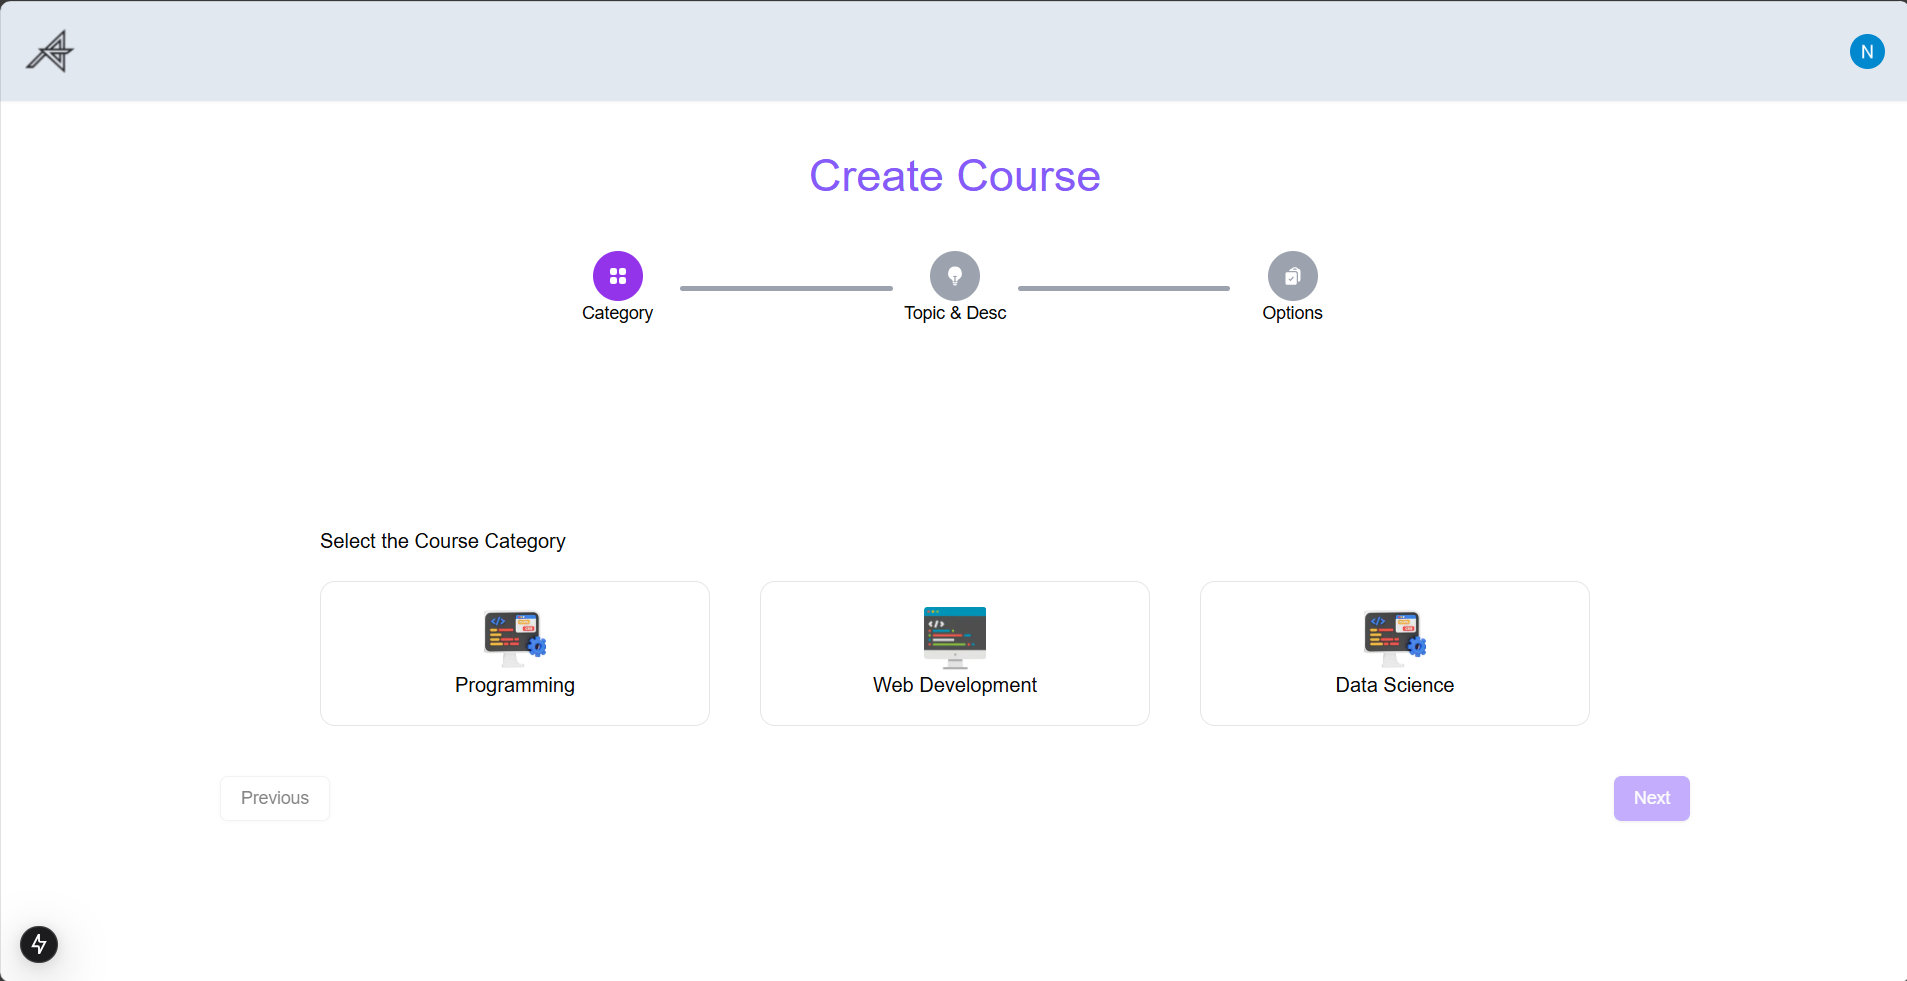 N
Create Course
Category
Topic & Desc
Options
Select the Course Category
Programming
Web Development
Data Science
Previous
Next